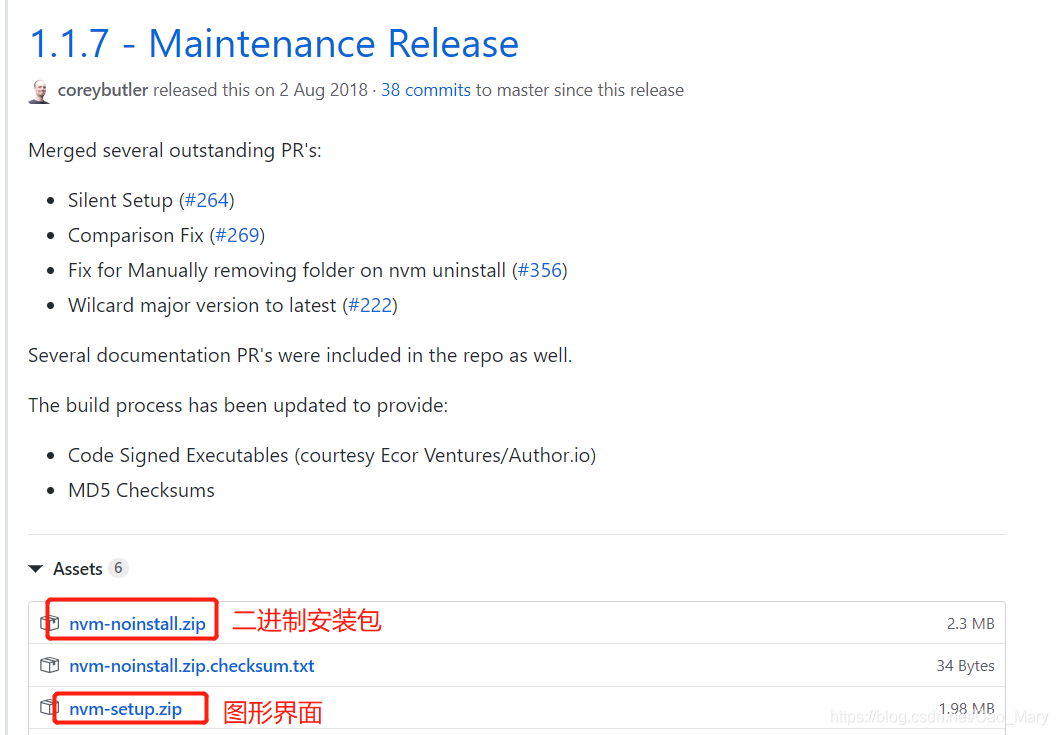 1.1.7 - Maintenance Release
coreybutler released this on 2 Aug 2018 · 38 commits to master since this release
Merged several outstanding PR's:
• Silent Setup (#264)
• Comparison Fix (#269)
• Fix for Manually removing folder on nvm uninstall (#356)
• Wilcard major version to latest (#222)
Several documentation PR's were included in the repo as well.
The build process has been updated to provide:
• Code Signed Executables (courtesy Ecor Ventures/Author.io)
• MD5 Checksums
Assets 6
nvm-noinstall.zip 二进制安装包 2.3 MB
nvm-noinstall.zip.checksum.txt 34 Bytes
nvm-setup.zip 图形界面 1.98 MB
https://blog.csdn.net/Cao_Mary